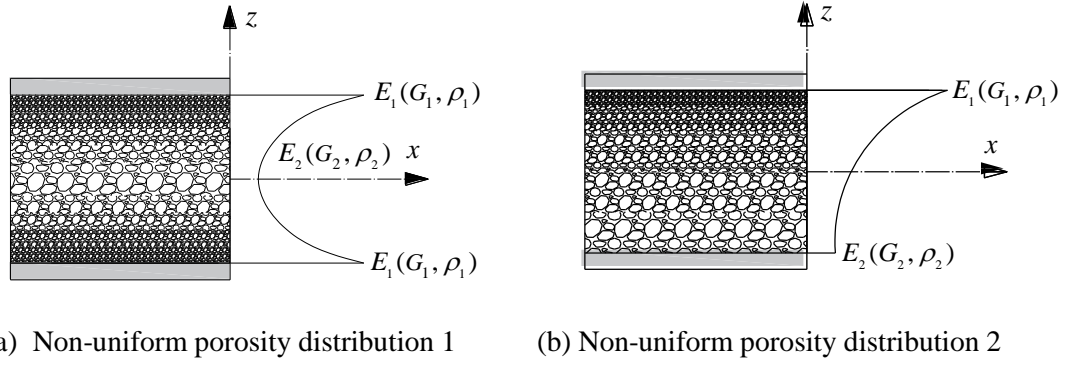 z
E₁(G₁, ρ₁)
E₂(G₂, ρ₂)
x
E₁(G₁, ρ₁)
z
E₁(G₁, ρ₁)
x
E₂(G₂, ρ₂)
a) Non-uniform porosity distribution 1
(b) Non-uniform porosity distribution 2